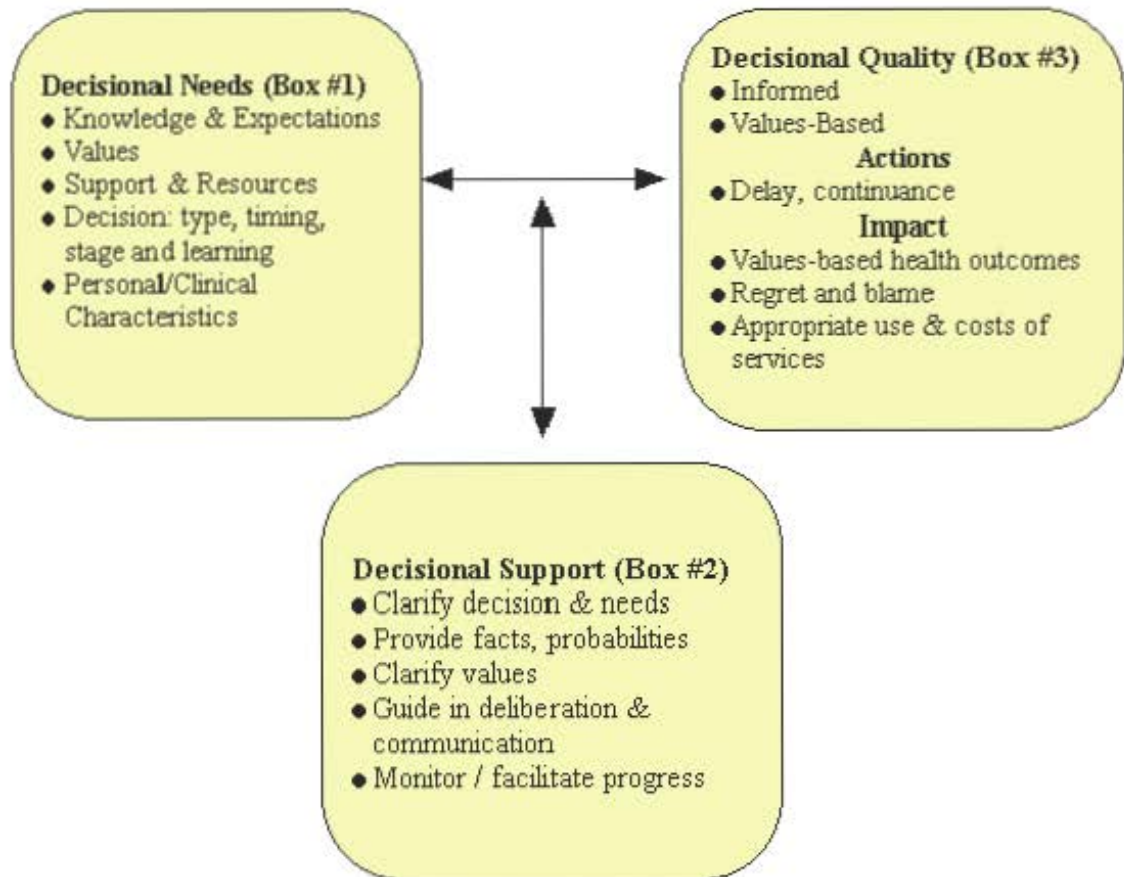 Decisional Needs (Box #1)
● Knowledge & Expectations
● Values
● Support & Resources
● Decision: type, timing,
stage and learning
● Personal/Clinical
Characteristics
Decisional Quality (Box #3)
● Informed
● Values-Based
Actions
● Delay, continuance
Impact
● Values-based health outcomes
● Regret and blame
● Appropriate use & costs of
services
Decisional Support (Box #2)
● Clarify decision & needs
● Provide facts, probabilities
● Clarify values
● Guide in deliberation &
communication
● Monitor / facilitate progress